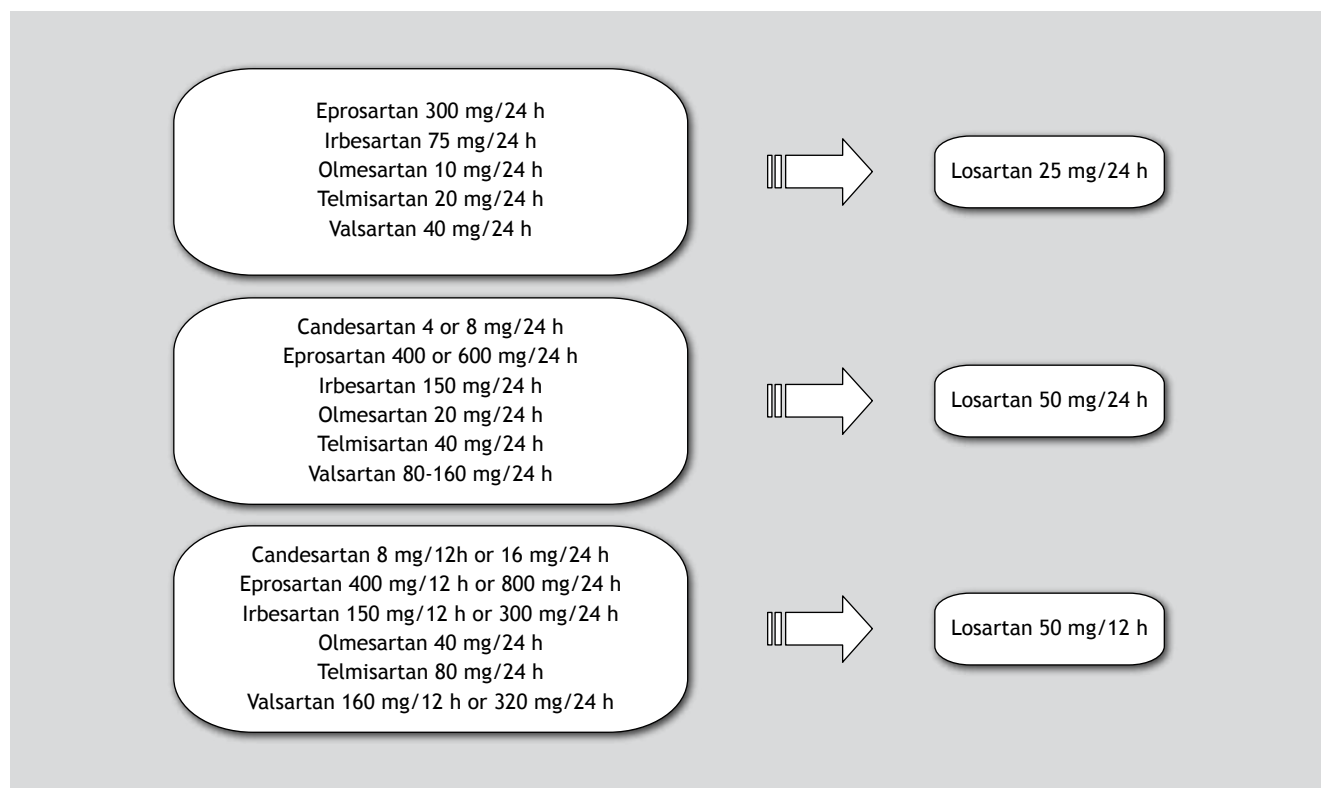 Eprosartan 300 mg/24 h
Irbesartan 75 mg/24 h
Olmesartan 10 mg/24 h
Telmisartan 20 mg/24 h
Valsartan 40 mg/24 h
Losartan 25 mg/24 h
Candesartan 4 or 8 mg/24 h
Eprosartan 400 or 600 mg/24 h
Irbesartan 150 mg/24 h
Olmesartan 20 mg/24 h
Telmisartan 40 mg/24 h
Valsartan 80-160 mg/24 h
Losartan 50 mg/24 h
Candesartan 8 mg/12h or 16 mg/24 h
Eprosartan 400 mg/12 h or 800 mg/24 h
Irbesartan 150 mg/12 h or 300 mg/24 h
Olmesartan 40 mg/24 h
Telmisartan 80 mg/24 h
Valsartan 160 mg/12 h or 320 mg/24 h
Losartan 50 mg/12 h